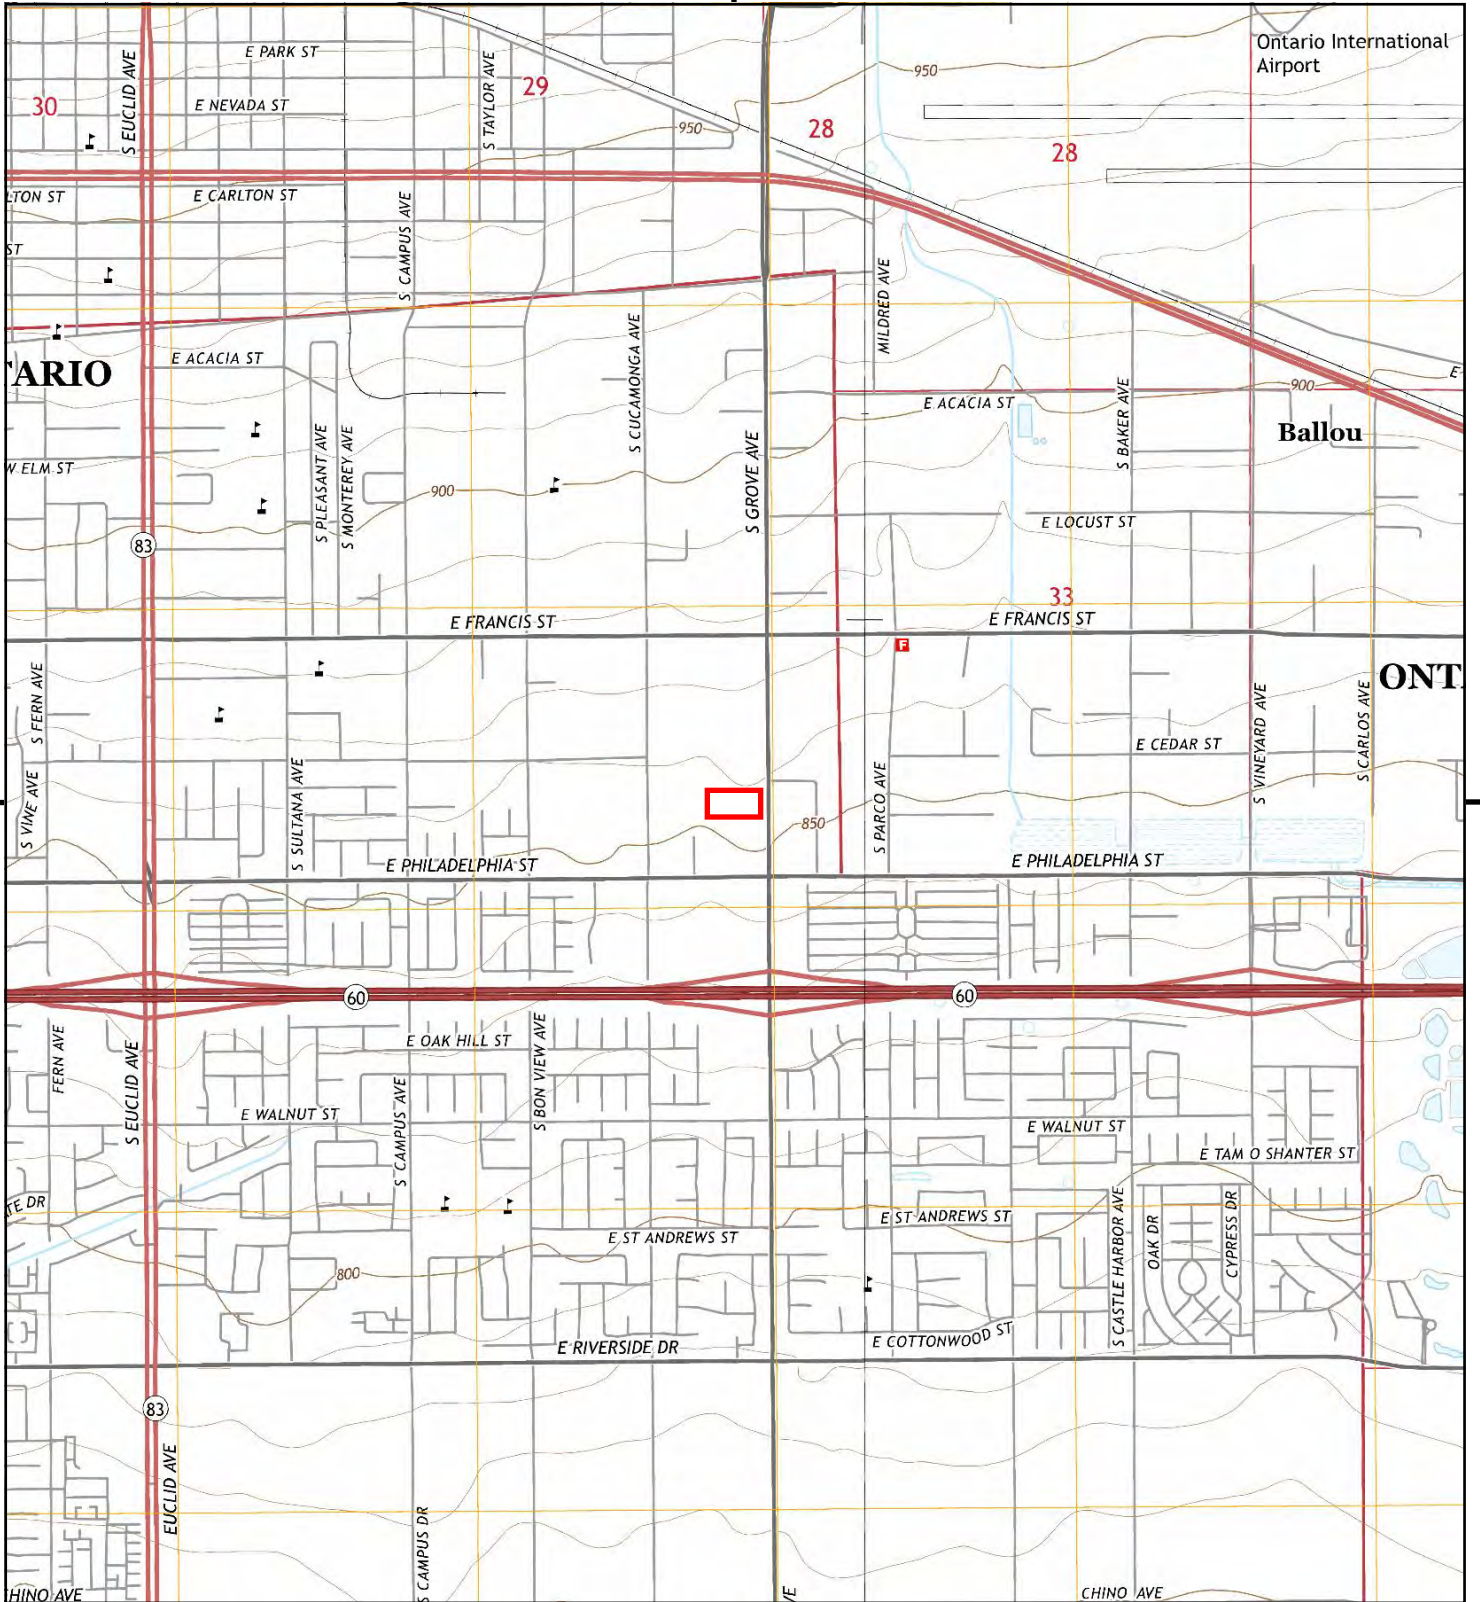 Ontario International
Airport
E PARK ST
S EUCLID AVE
S TAYLOR AVE
950
29
30
E NEVADA ST
950
28
28
LTON ST
E CARLTON ST
S CAMPUS AVE
ST
MILDRED AVE
S CUCAMONGA AVE
E ACACIA ST
TARIO
E
900
E ACACIA ST
S BAKER AVE
Ballou
S PLEASANT AVE
S MONTEREY AVE
S GROVE AVE
W ELM ST
900
E LOCUST ST
83
33
E FRANCIS ST
E FRANCIS ST
F
S FERN AVE
ONT
S VINEYARD AVE
S CARLOS AVE
E CEDAR ST
S VINE AVE
S SULTANA AVE
S PARCO AVE
850
E PHILADELPHIA ST
E PHILADELPHIA ST
60
60
FERN AVE
S EUCLID AVE
E OAK HILL ST
S BON VIEW AVE
S CAMPUS AVE
E WALNUT ST
E WALNUT ST
E TAM O SHANTER ST
TE DR
E ST ANDREWS ST
S CASTLE HARBOR AVE
OAK DR
CYPRESS DR
E ST ANDREWS ST
800
E COTTONWOOD ST
E RIVERSIDE DR
83
EUCLID AVE
S CAMPUS DR
HINO AVE
VE
CHINO AVE